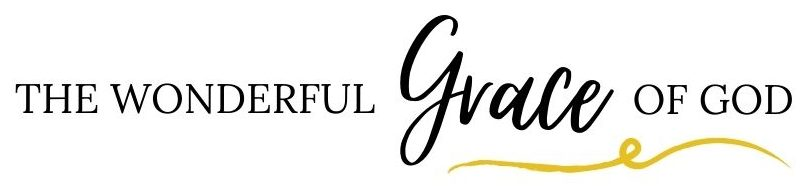 THE WONDERFUL Grace OF GOD